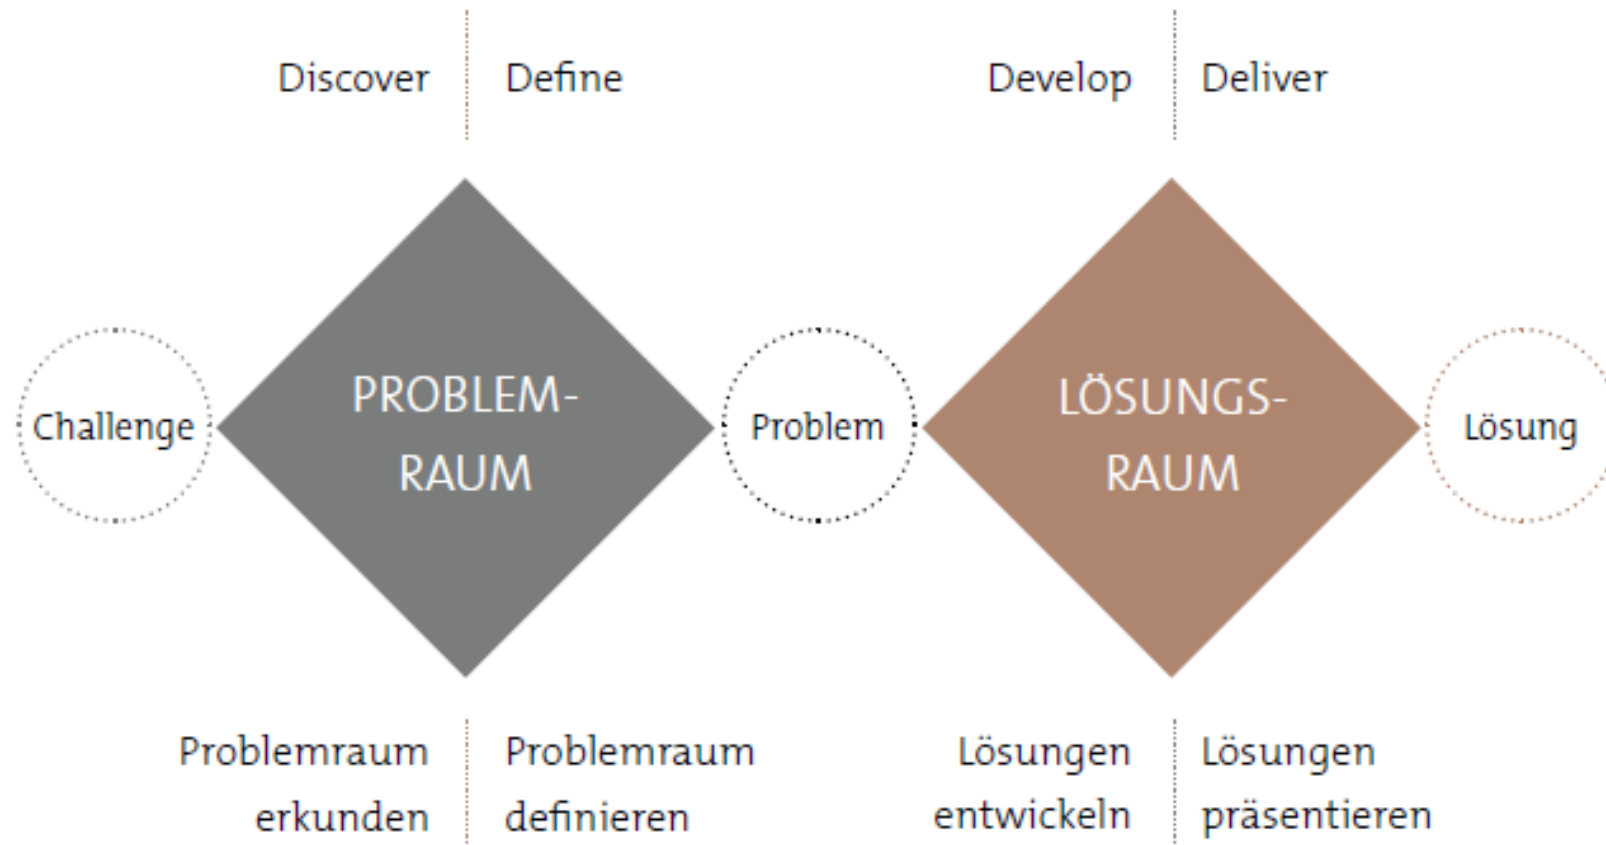 Discover
Define
Develop
Deliver
Challenge
PROBLEM-
RAUM
Problem
LÖSUNGS-
RAUM
Lösung
Problemraum
erkunden
Problemraum
definieren
Lösungen
entwickeln
Lösungen
präsentieren